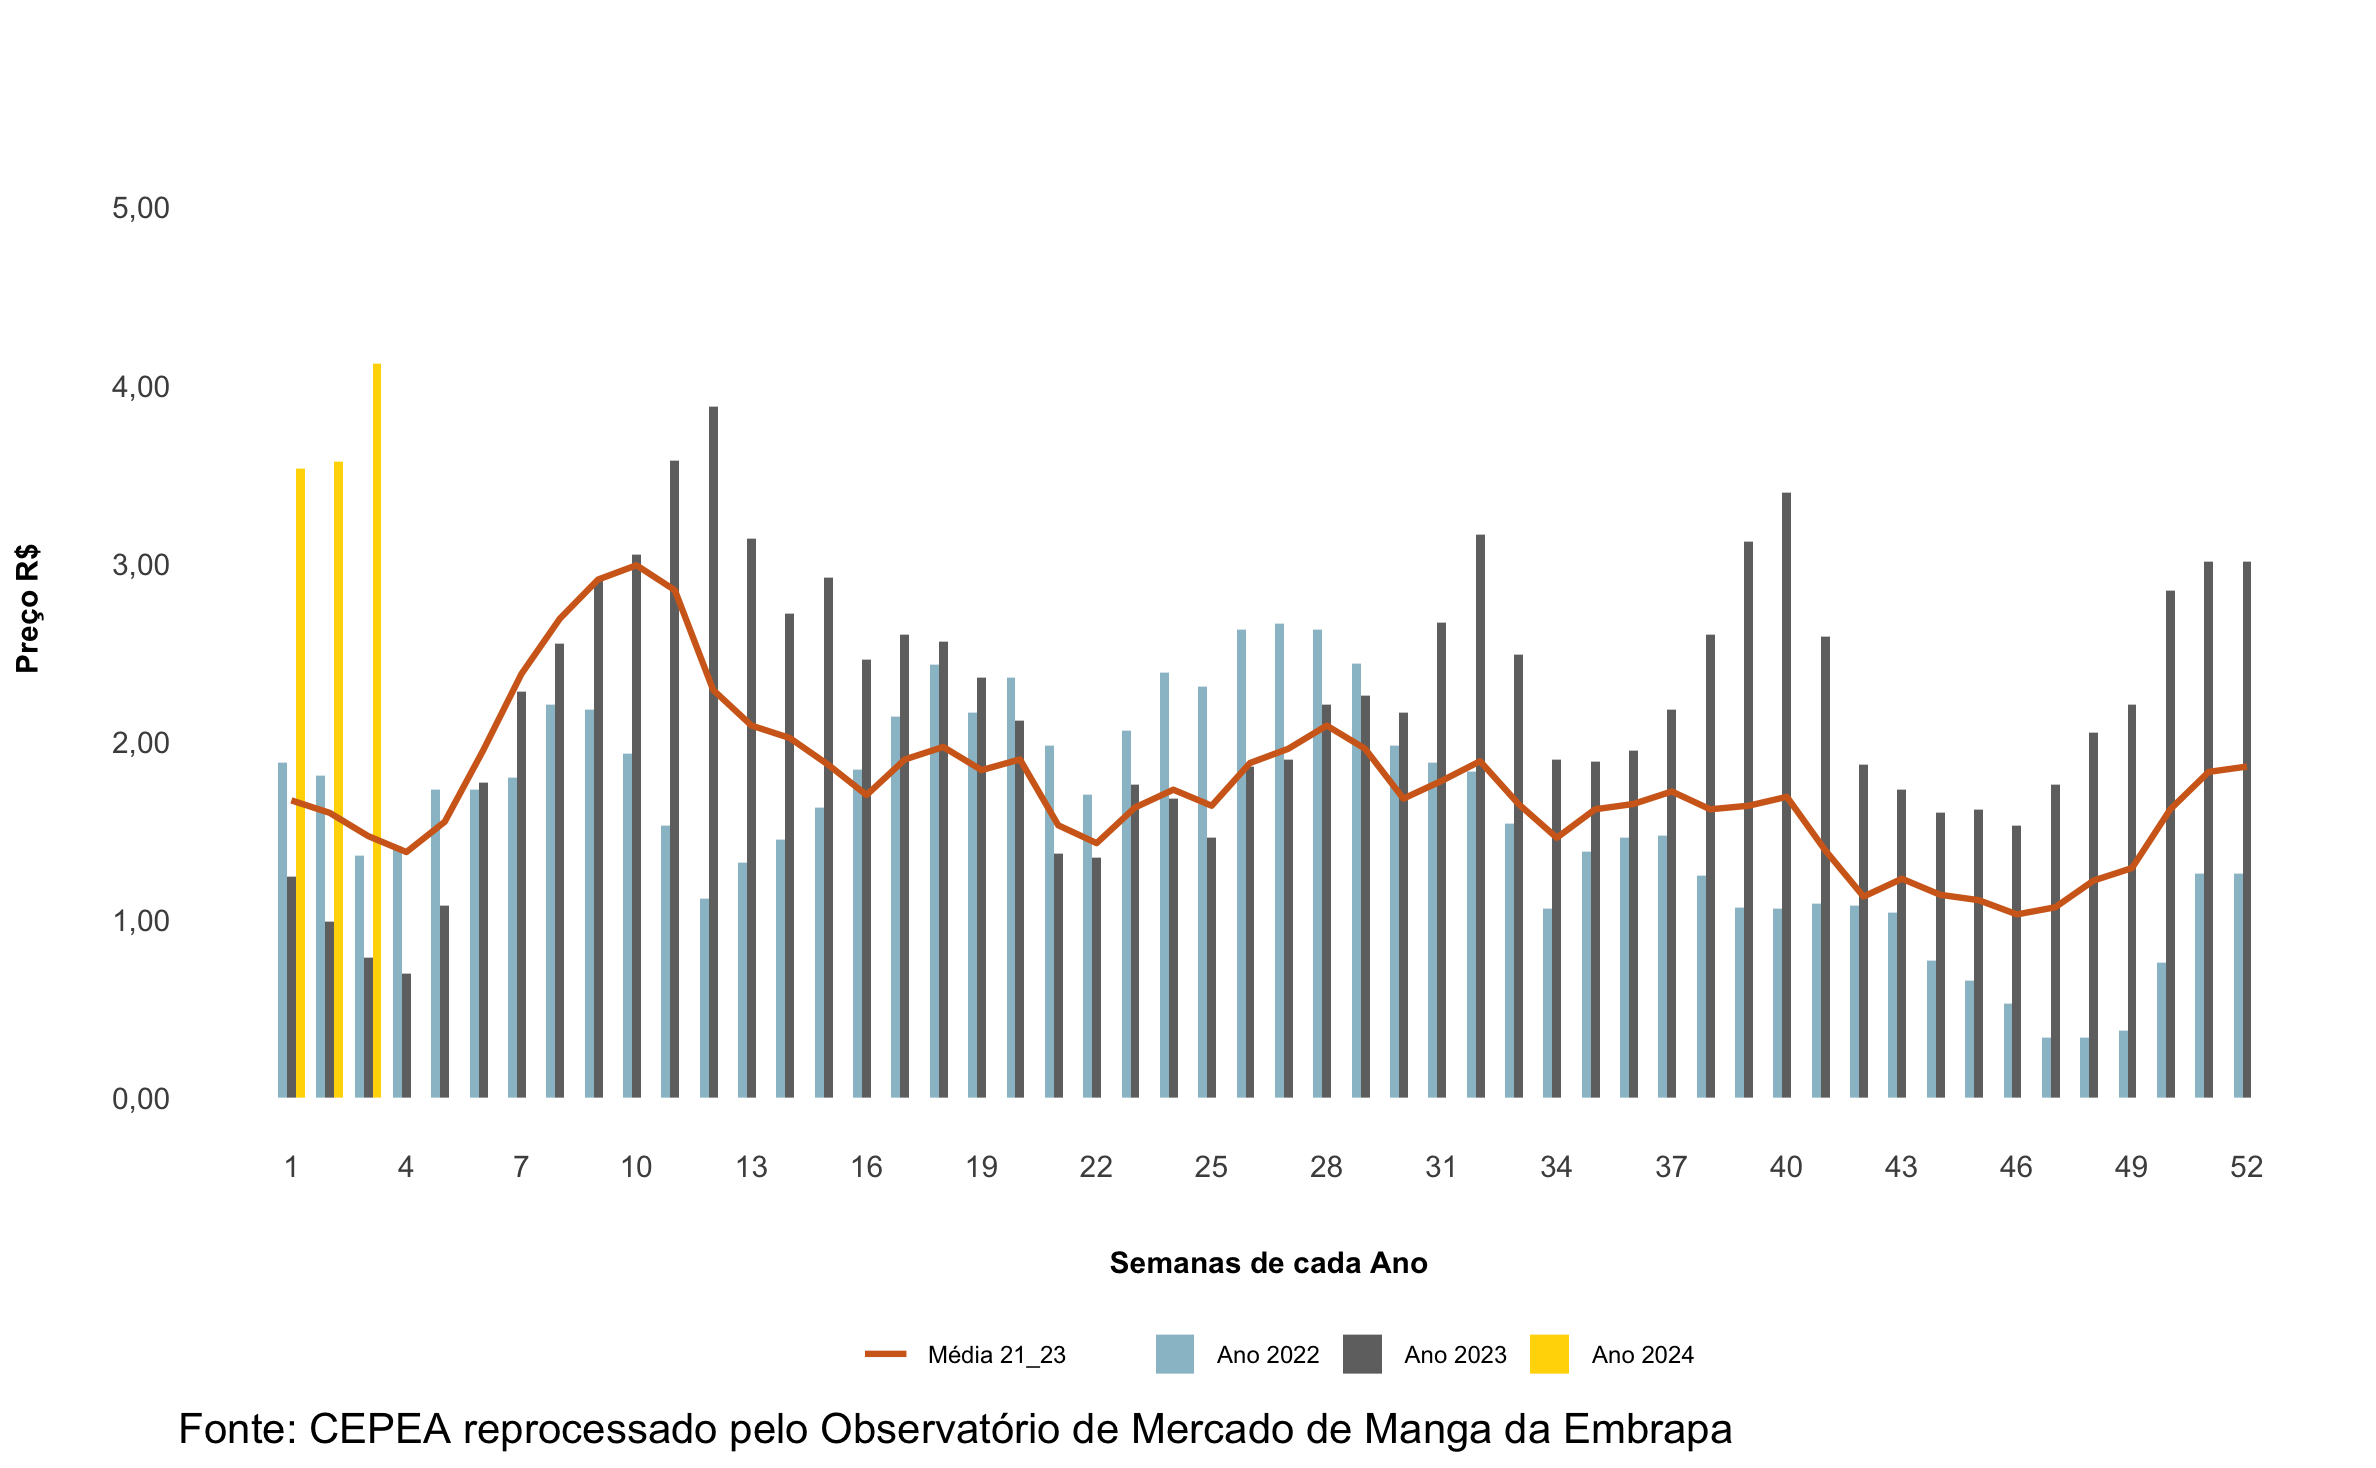 5,00
4,00
3,00
2,00
1,00
0,00
Preço R$
1 4 7 10 13 16 19 22 25 28 31 34 37 40 43 46 49 52
Semanas de cada Ano
Média 21_23 Ano 2022 Ano 2023 Ano 2024
Fonte: CEPEA reprocessado pelo Observatório de Mercado de Manga da Embrapa